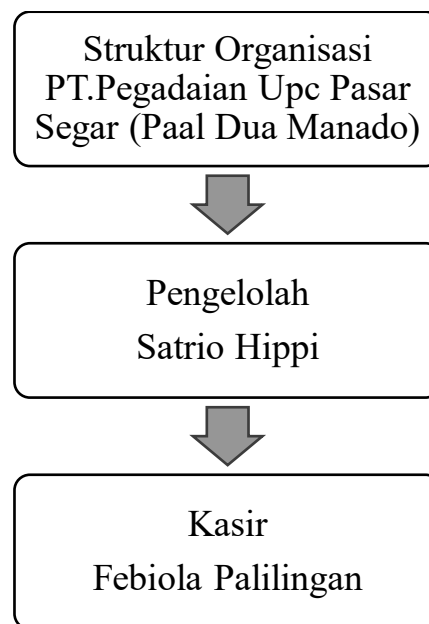 Struktur Organisasi
PT.Pegadaian Upc Pasar
Segar (Paal Dua Manado)
Pengelolah
Satrio Hippi
Kasir
Febiola Palilingan